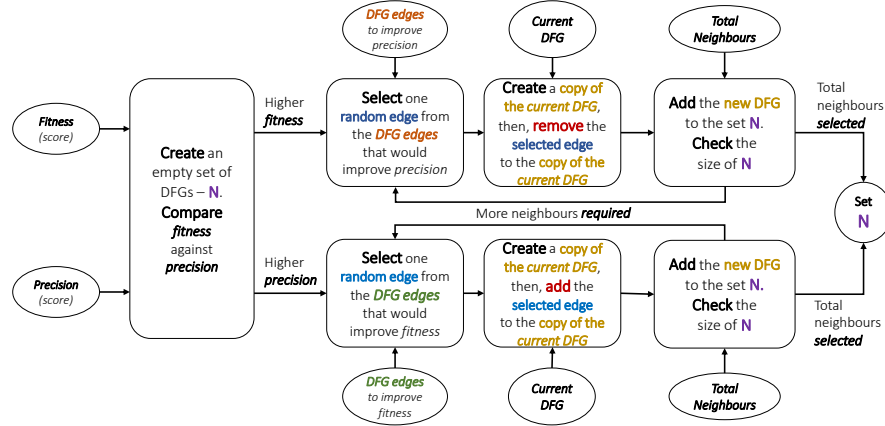 DFG edges
to improve
precision
Current
DFG
Total
Neighbours
Fitness
(score)
Create an
empty set of
DFGs – N.
Compare
fitness
against
precision
Higher
fitness
Select one
random edge from
the DFG edges
that would
improve precision
Create a copy of
the current DFG,
then, remove the
selected edge
to the copy of the
current DFG
Add the new DFG
to the set N.
Check the
size of N
Total
neighbours
selected
More neighbours required
Set
N
Precision
(score)
Higher
precision
Select one
random edge from
the DFG edges
that would
improve fitness
Create a copy of
the current DFG,
then, add the
selected edge
to the copy of the
current DFG
Add the new DFG
to the set N.
Check the
size of N
Total
neighbours
selected
DFG edges
to improve
fitness
Current
DFG
Total
Neighbours